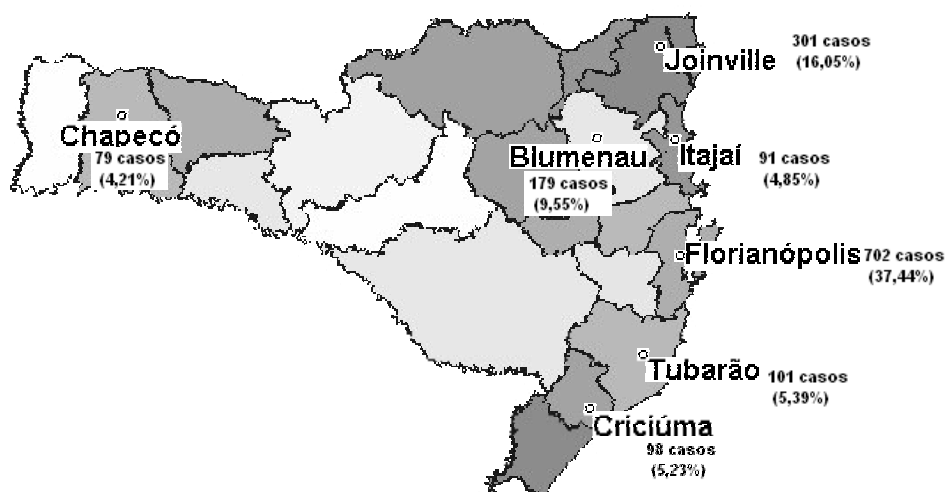 301 casos
Joinville (16,05%)
Chapecó
79 casos
(4,21%)
Blumenau
179 casos
(9,55%)
Itajaí 91 casos
(4,85%)
Florianópolis 702 casos
(37,44%)
Tubarão 101 casos
(5,39%)
Criciúma
98 casos
(5,23%)